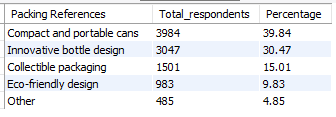 Packing References Total_respondents Percentage
Compact and portable cans 3984 39.84
Innovative bottle design 3047 30.47
Collectible packaging 1501 15.01
Eco-friendly design 983 9.83
Other 485 4.85